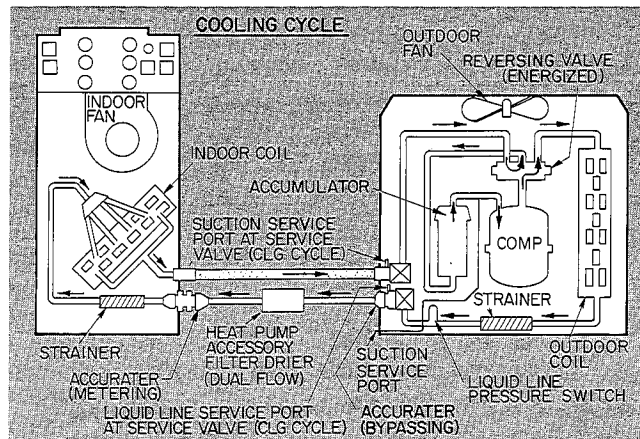 COOLING CYCLE
OUTDOOR
FAN
REVERSING VALVE
(ENERGIZED)
INDOOR
FAN
INDOOR COIL
ACCUMULATOR
SUCTION SERVICE
PORT AT SERVICE
VALVE (CLG CYCLE)
COMP
STRAINER
STRAINER
HEAT PUMP
ACCESSORY
FILTER DRIER
(DUAL FLOW)
SUCTION
SERVICE
PORT
OUTDOOR
COIL
ACCURATER
(METERING)
LIQUID LINE
PRESSURE SWITCH
LIQUID LINE SERVICE PORT
AT SERVICE VALVE (CLG CYCLE)
ACCURATER
(BYPASSING)